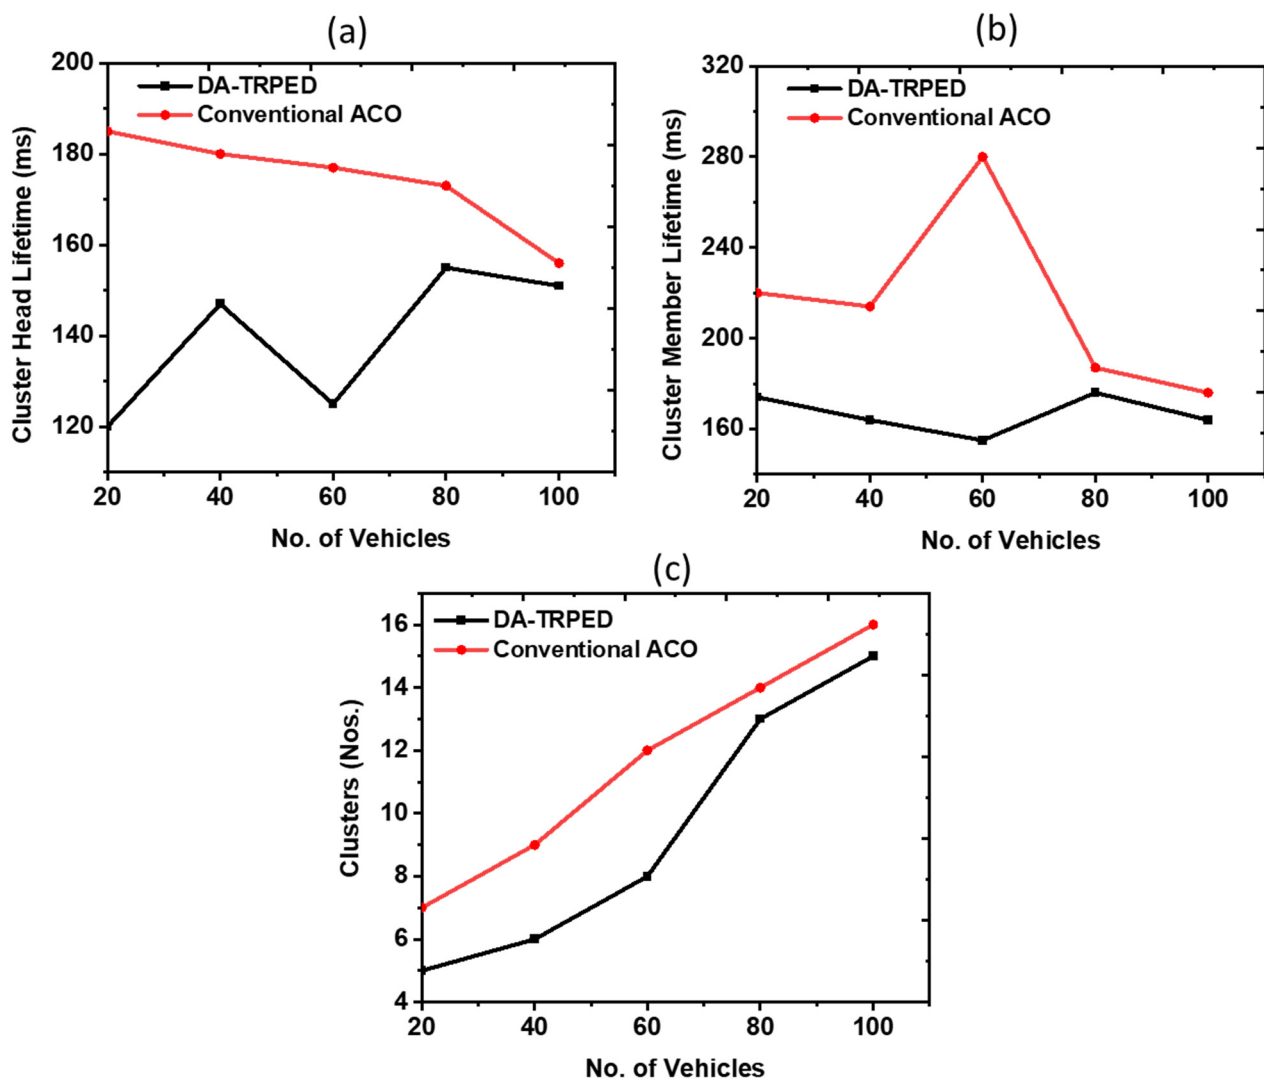 (a)
200
180
160
140
120
Cluster Head Lifetime (ms)
DA-TRPED
Conventional ACO
20 40 60 80 100
No. of Vehicles
(b)
320
280
240
200
160
Cluster Member Lifetime (ms)
DA-TRPED
Conventional ACO
20 40 60 80 100
No. of Vehicles
(c)
16
14
12
10
8
6
4
Clusters (Nos.)
DA-TRPED
Conventional ACO
20 40 60 80 100
No. of Vehicles